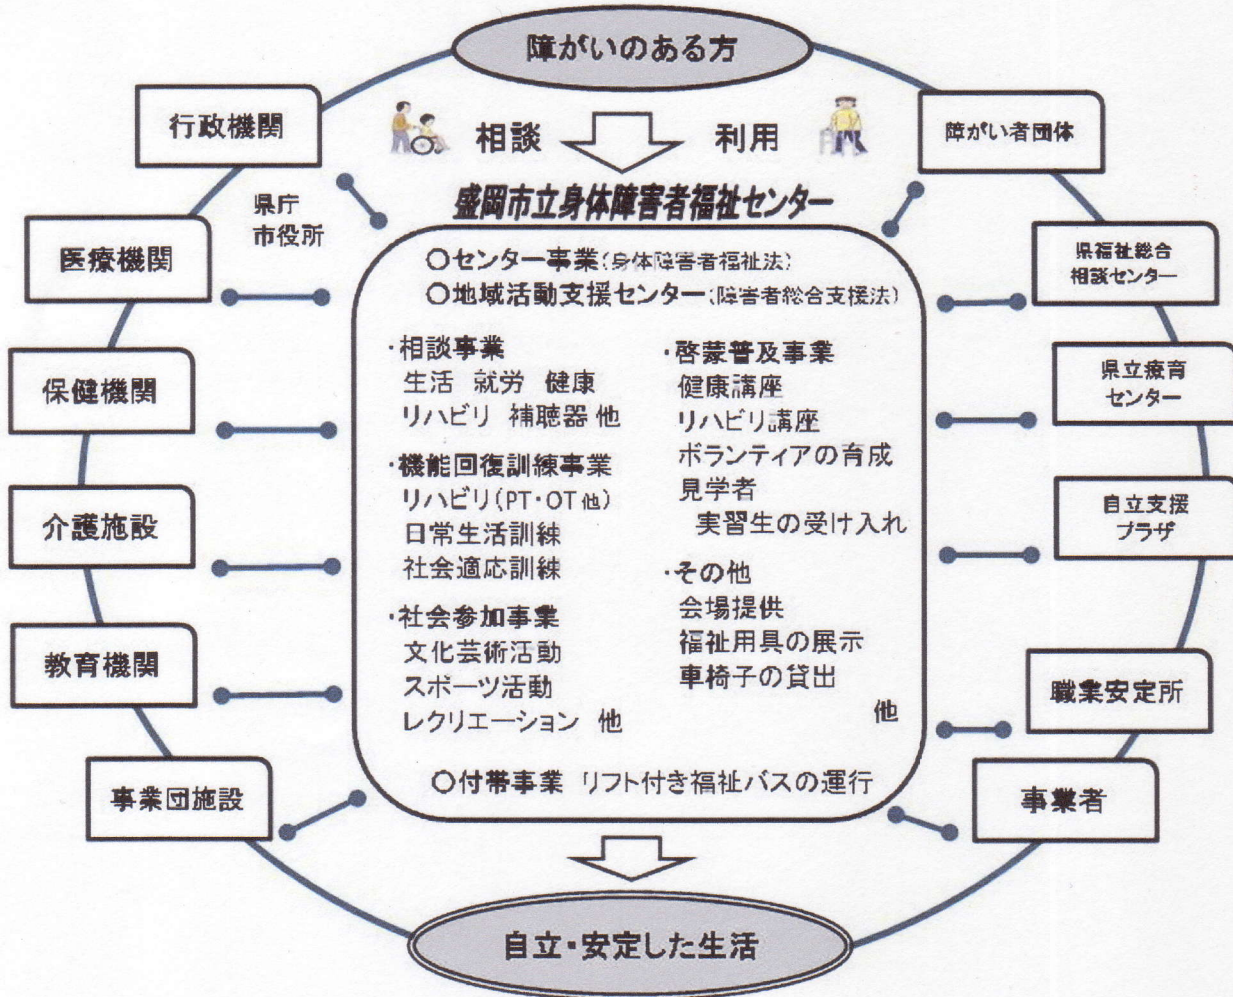 障がいのある方
相談
利用
行政機関
県庁
市役所
医療機関
保健機関
介護施設
教育機関
事業団施設
盛岡市立身体障害者福祉センター
○センター事業(身体障害者福祉法)
○地域活動支援センター(障害者総合支援法)
・相談事業
生活 就労 健康
リハビリ 補聴器 他
・機能回復訓練事業
リハビリ(PT・OT他)
日常生活訓練
社会適応訓練
・社会参加事業
文化芸術活動
スポーツ活動
レクリエーション 他
・啓蒙普及事業
健康講座
リハビリ講座
ボランティアの育成
見学者
実習生の受け入れ
・その他
会場提供
福祉用具の展示
車椅子の貸出
他
○付帯事業 リフト付き福祉バスの運行
障がい者団体
県福祉総合
相談センター
県立療育
センター
自立支援
プラザ
職業安定所
事業者
自立・安定した生活